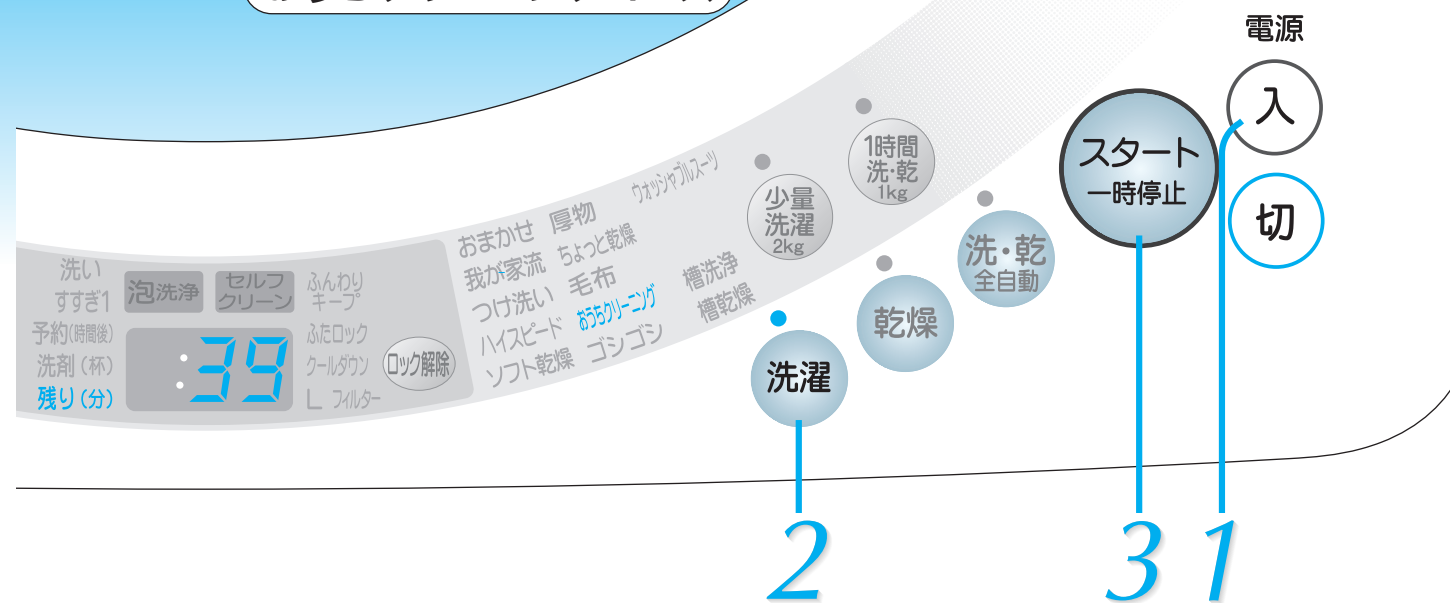 電源
入
切
スタート
一時停止
1時間
洗・乾
1kg
少量
洗濯
2kg
洗・乾
全自動
乾燥
洗濯
ウオッシャブルスーツ
おまかせ 厚物
我が家流 ちょっと乾燥
つけ洗い 毛布 槽洗浄
ハイスピード おうちクリーニング 槽乾燥
ソフト乾燥 ゴシゴシ
洗い
すすぎ1
予約(時間後)
洗剤(杯)
残り(分)
泡洗浄
セルフ
クリーン
:39
ふんわり
キープ
ふたロック
クールダウン
L フィルター
ロック解除
2
3
1